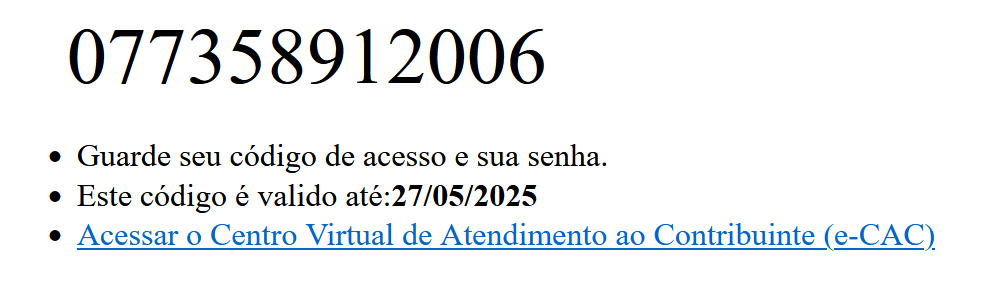 077358912006
Guarde seu código de acesso e sua senha.
Este código é valido até:27/05/2025
Acessar o Centro Virtual de Atendimento ao Contribuinte (e-CAC)